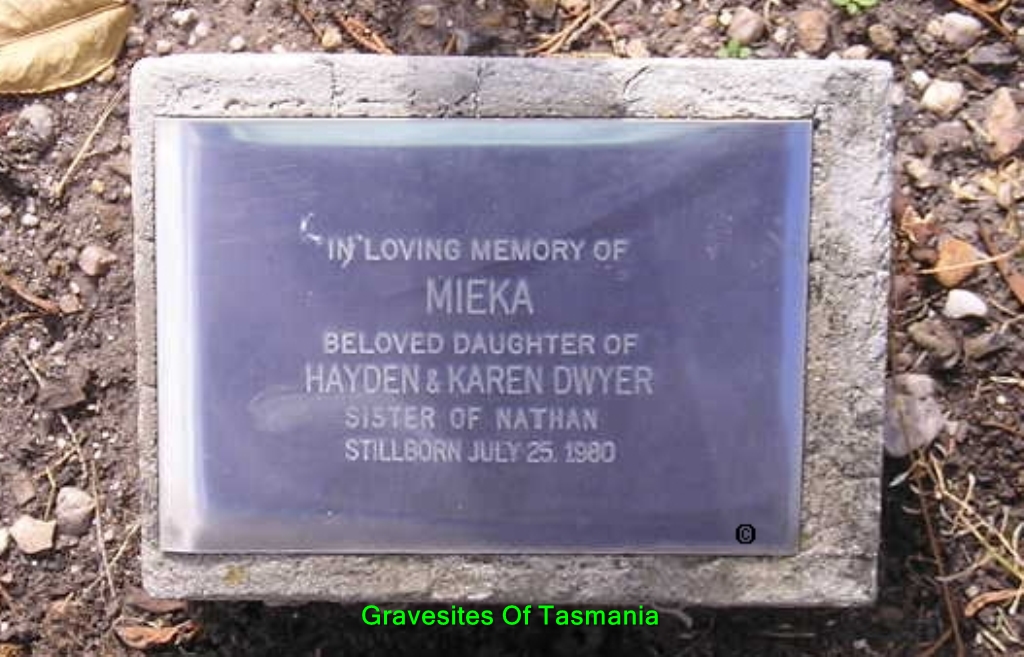 IN LOVING MEMORY OF
MIEKA
BELOVED DAUGHTER OF
HAYDEN & KAREN DWYER
SISTER OF NATHAN
STILLBORN JULY 25. 1980
©
Gravesites Of Tasmania